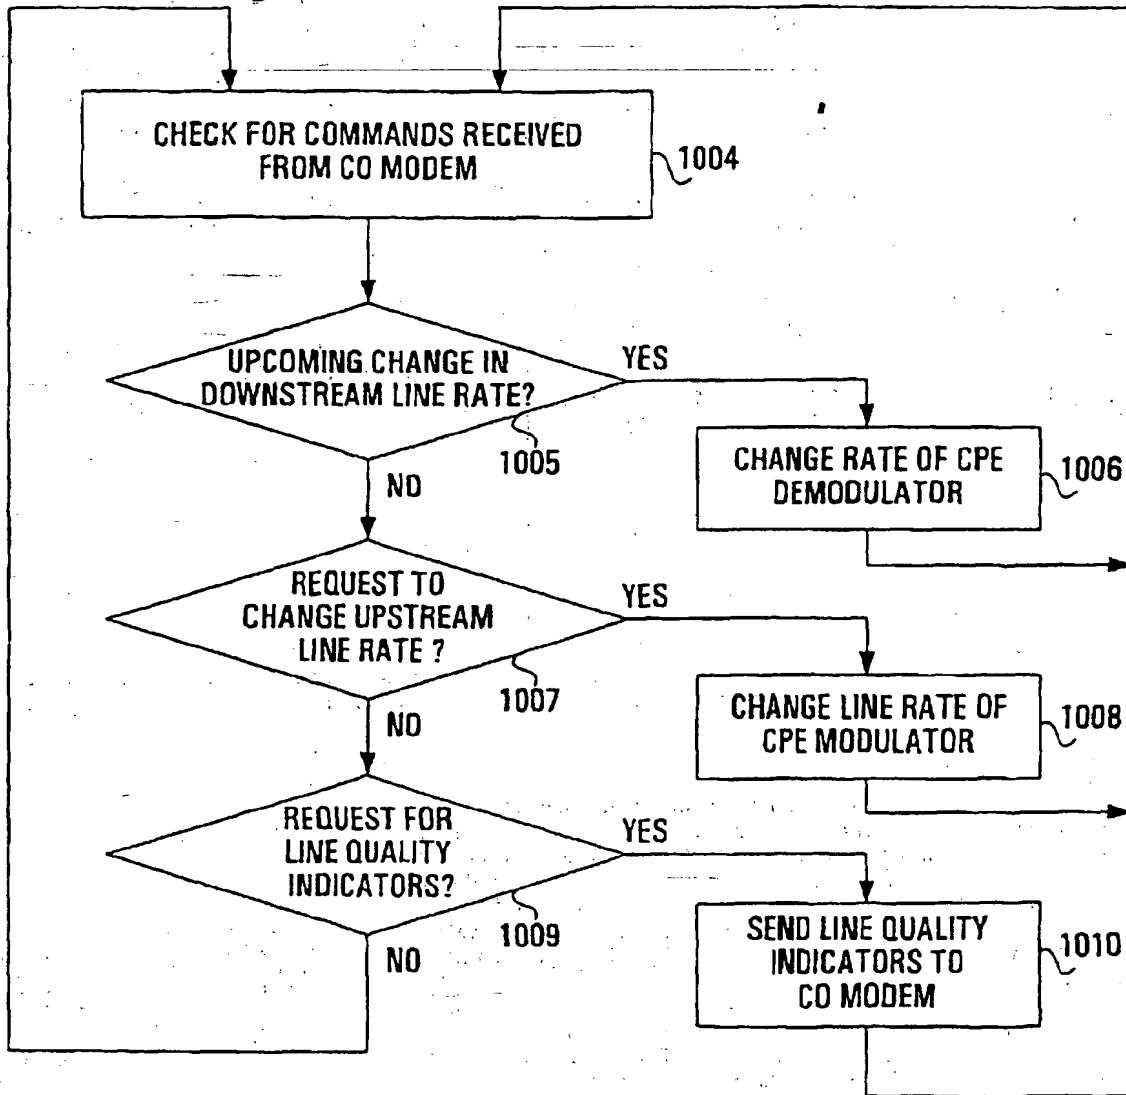 CHECK FOR COMMANDS RECEIVED
FROM CO MODEM
1004
UPCOMING CHANGE IN
DOWNSTREAM LINE RATE?
YES
1005
NO
CHANGE RATE OF CPE
DEMODULATOR
1006
REQUEST TO
CHANGE UPSTREAM
LINE RATE ?
YES
1007
NO
CHANGE LINE RATE OF
CPE MODULATOR
1008
REQUEST FOR
LINE QUALITY
INDICATORS?
YES
1009
NO
SEND LINE QUALITY
INDICATORS TO
CO MODEM
1010